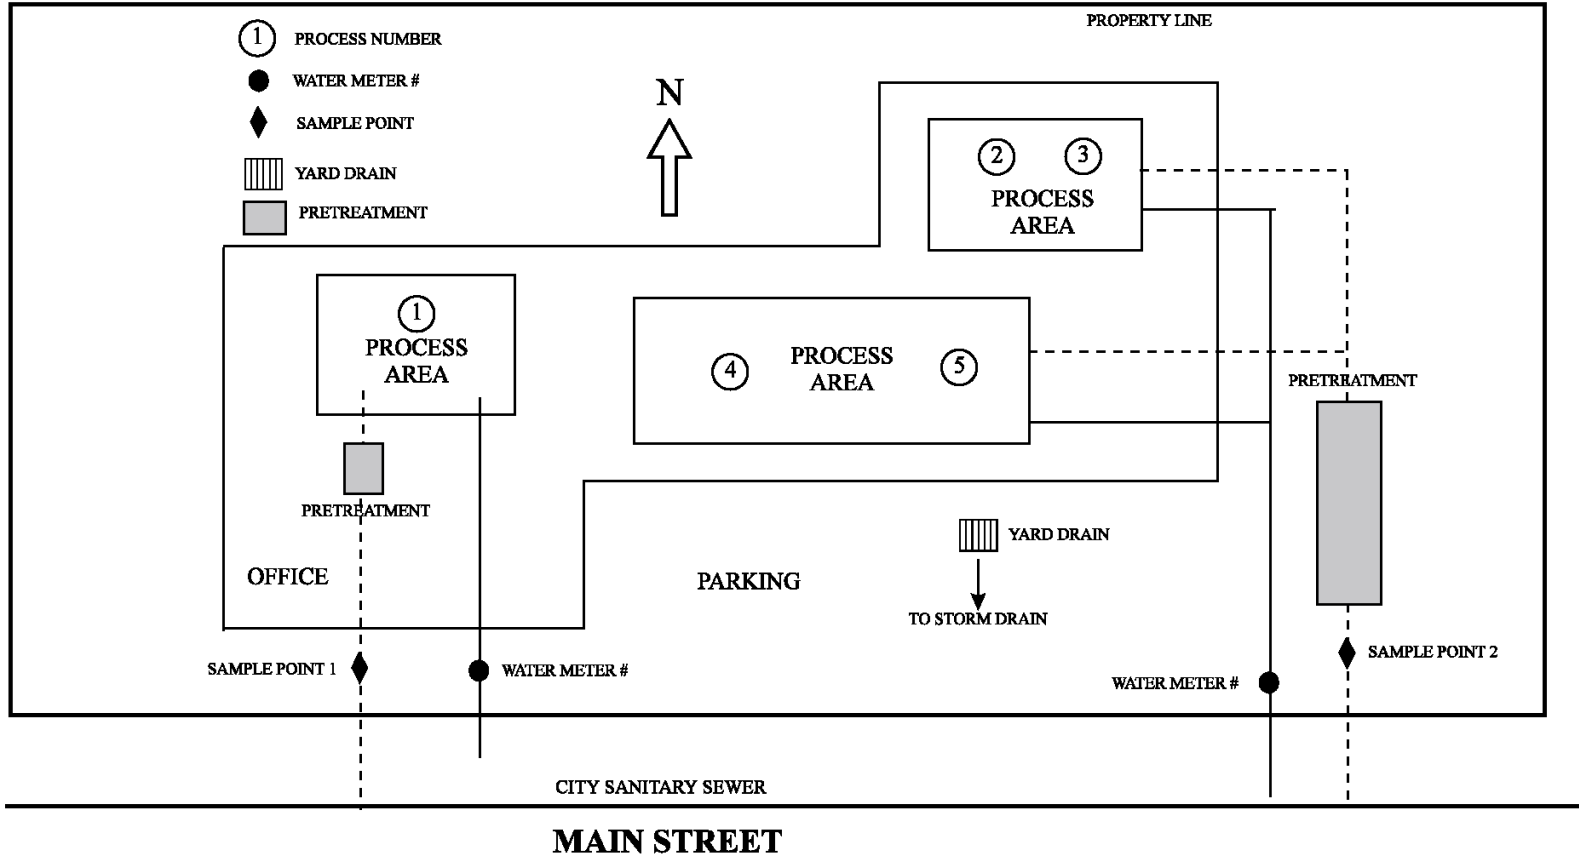 PROPERTY LINE
1 PROCESS NUMBER
WATER METER #
SAMPLE POINT
YARD DRAIN
PRETREATMENT
N
2 3
PROCESS
AREA
1
PROCESS
AREA
4 PROCESS 5
AREA
PRETREATMENT
PRETREATMENT
OFFICE
PARKING
YARD DRAIN
TO STORM DRAIN
SAMPLE POINT 1
WATER METER #
WATER METER #
SAMPLE POINT 2
CITY SANITARY SEWER
MAIN STREET